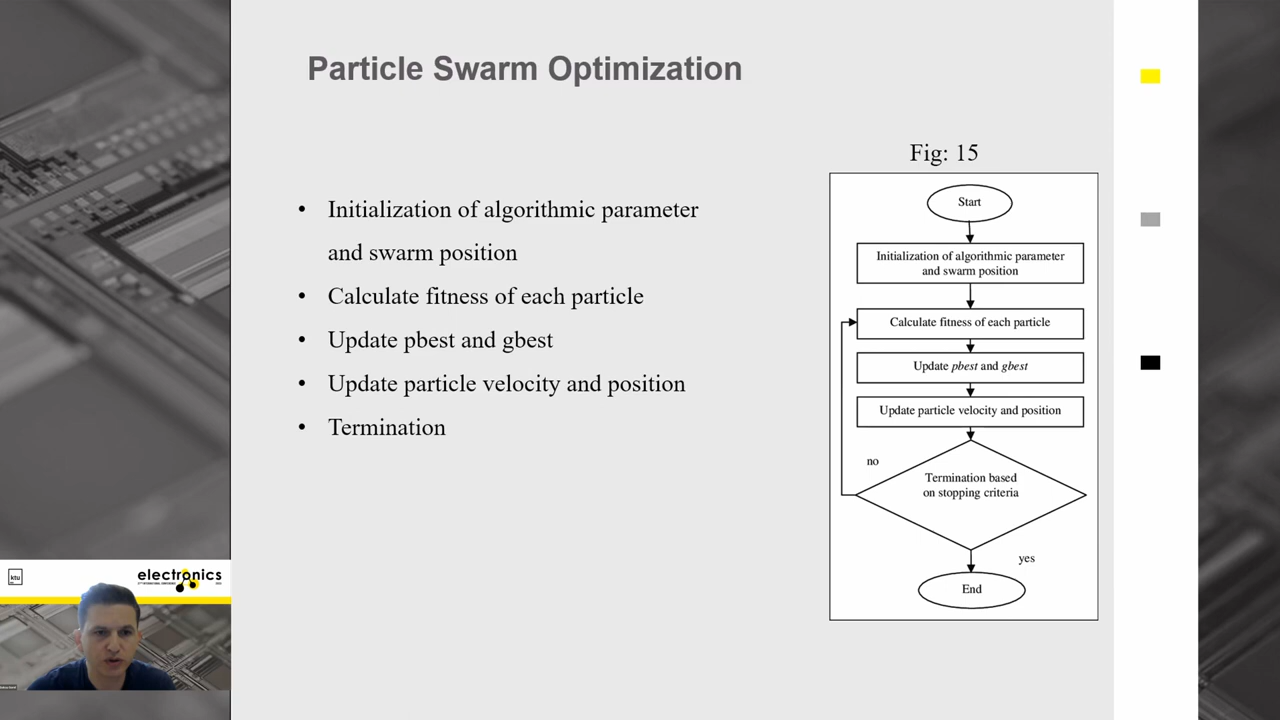 Particle Swarm Optimization
• Initialization of algorithmic parameter
and swarm position
• Calculate fitness of each particle
• Update pbest and gbest
• Update particle velocity and position
• Termination
Fig: 15
Start
Initialization of algorithmic parameter
and swarm position
Calculate fitness of each particle
Update pbest and gbest
Update particle velocity and position
no
Termination based
on stopping criteria
yes
End
ktu
electronics